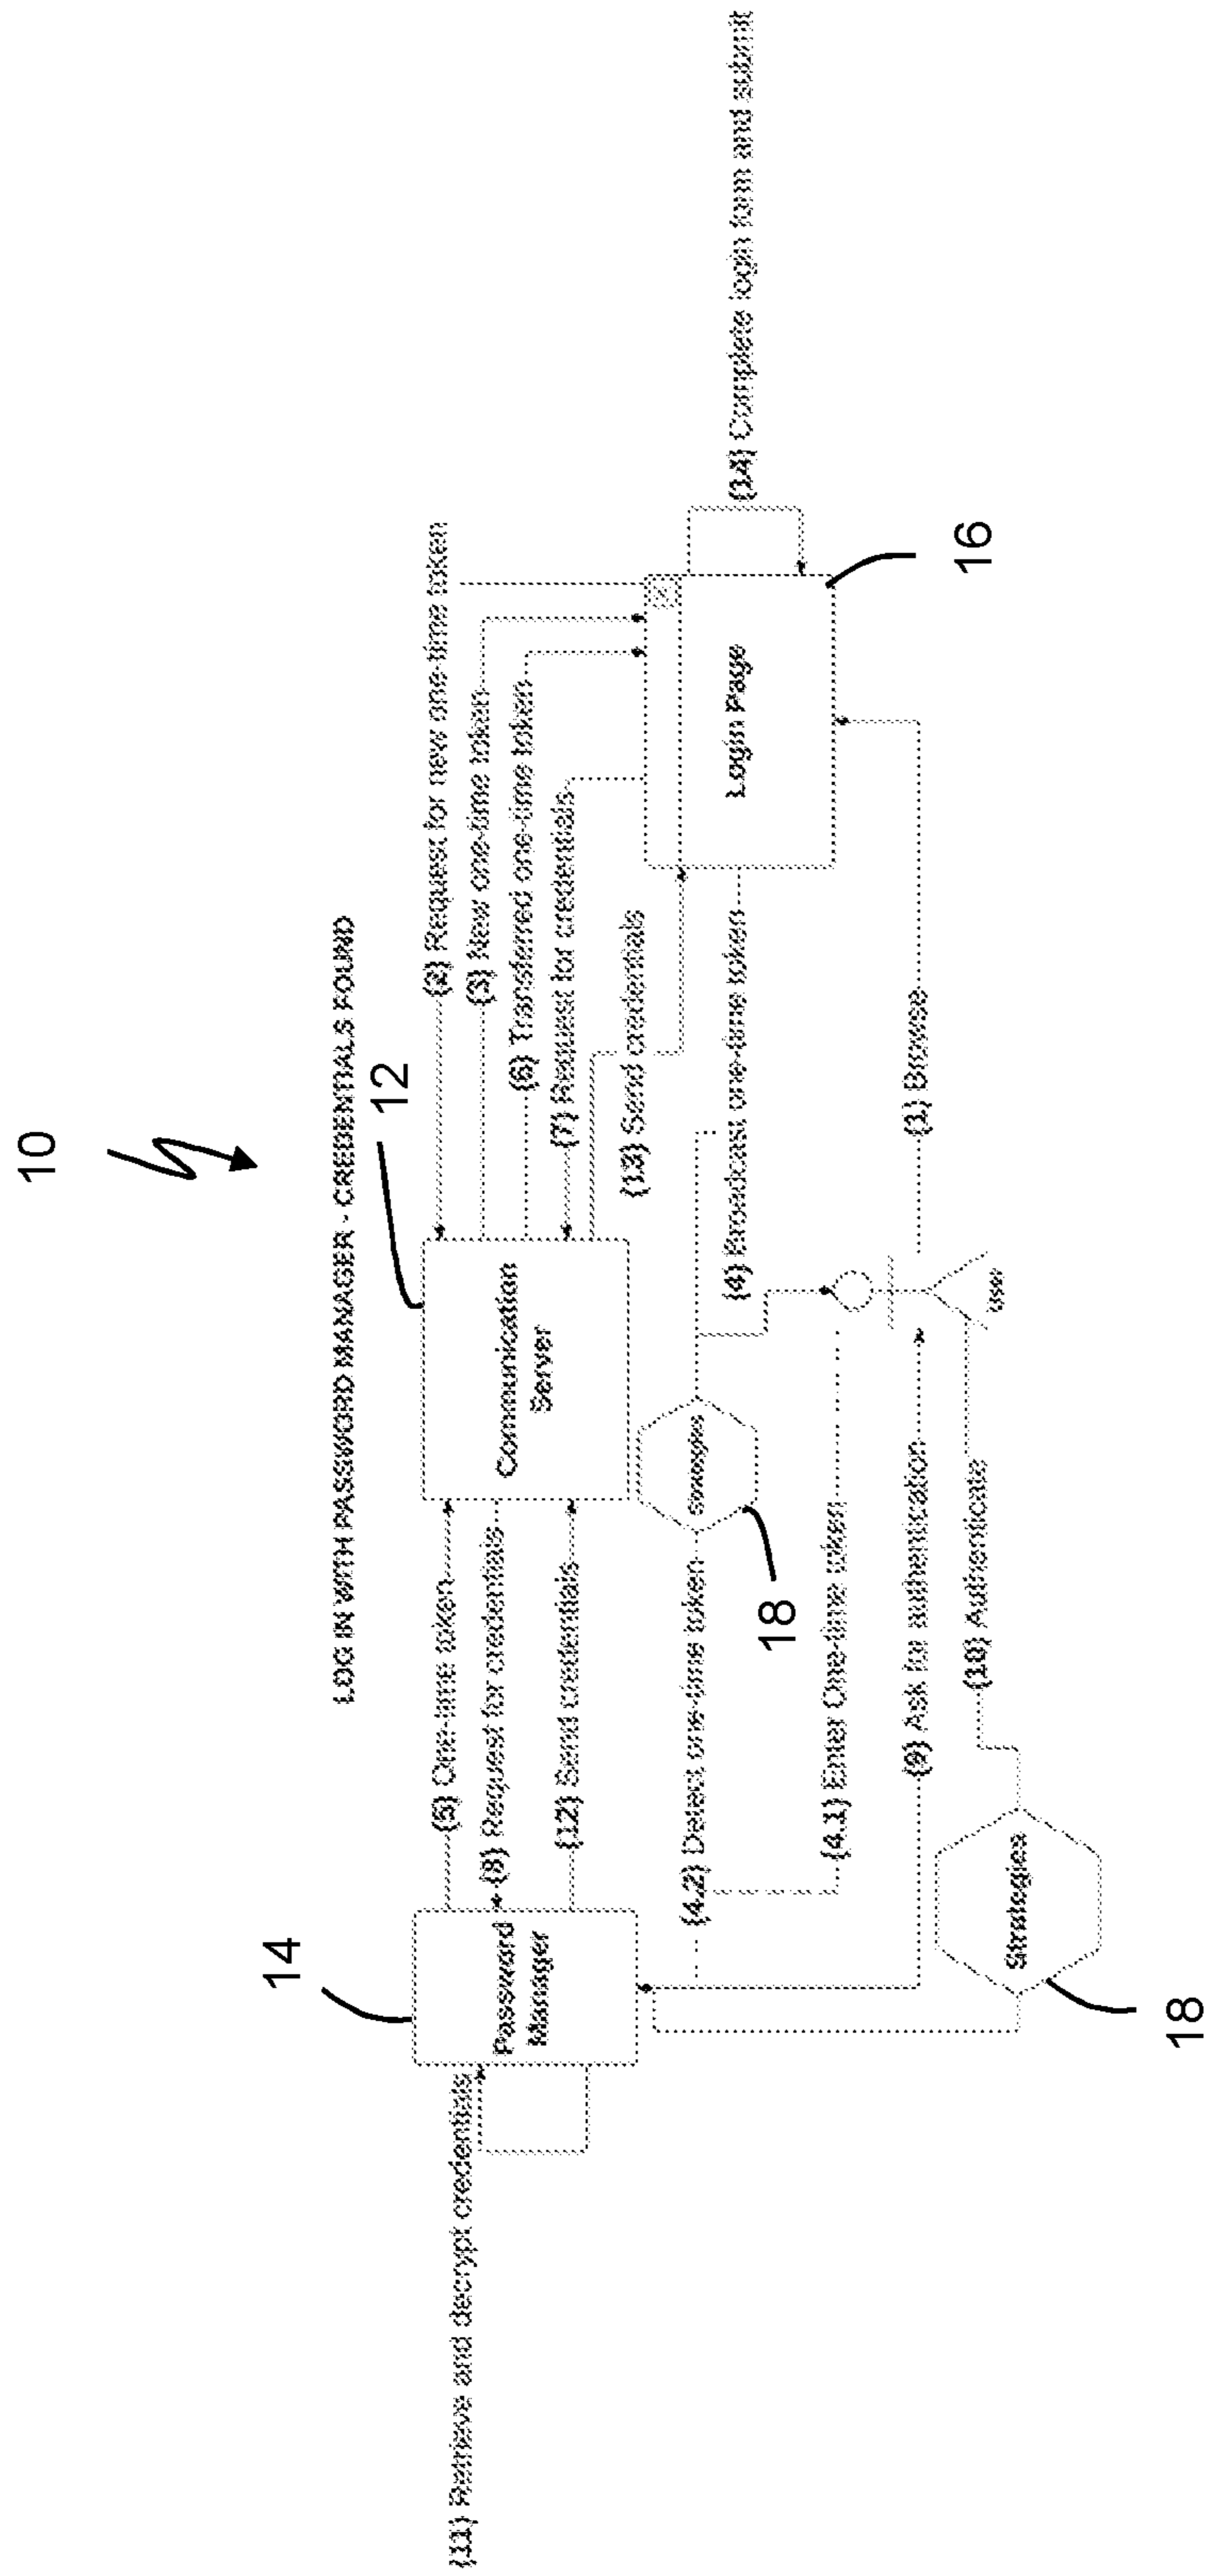 10
LOG IN WITH PASSWORD MANAGER - CREDENTIALS FOUND
12
14
(11) Retrieve and decrypt credentials
Password
Manager
(5) One-time token
(8) Request for credentials
(12) Send credentials
Communication
Server
(2) Request for new one-time token
(3) New one-time token
(6) Transferred one-time token
(7) Request for credentials
(13) Send credentials
Login Page
16
(14) Complete login form and submit
(4.2) Detect one-time token
Strategies
18
(4) Broadcast one-time token
(4.1) Enter One-time token
(9) Ask for authentication
(1) Browse
(10) Authenticate
user
Strategies
18